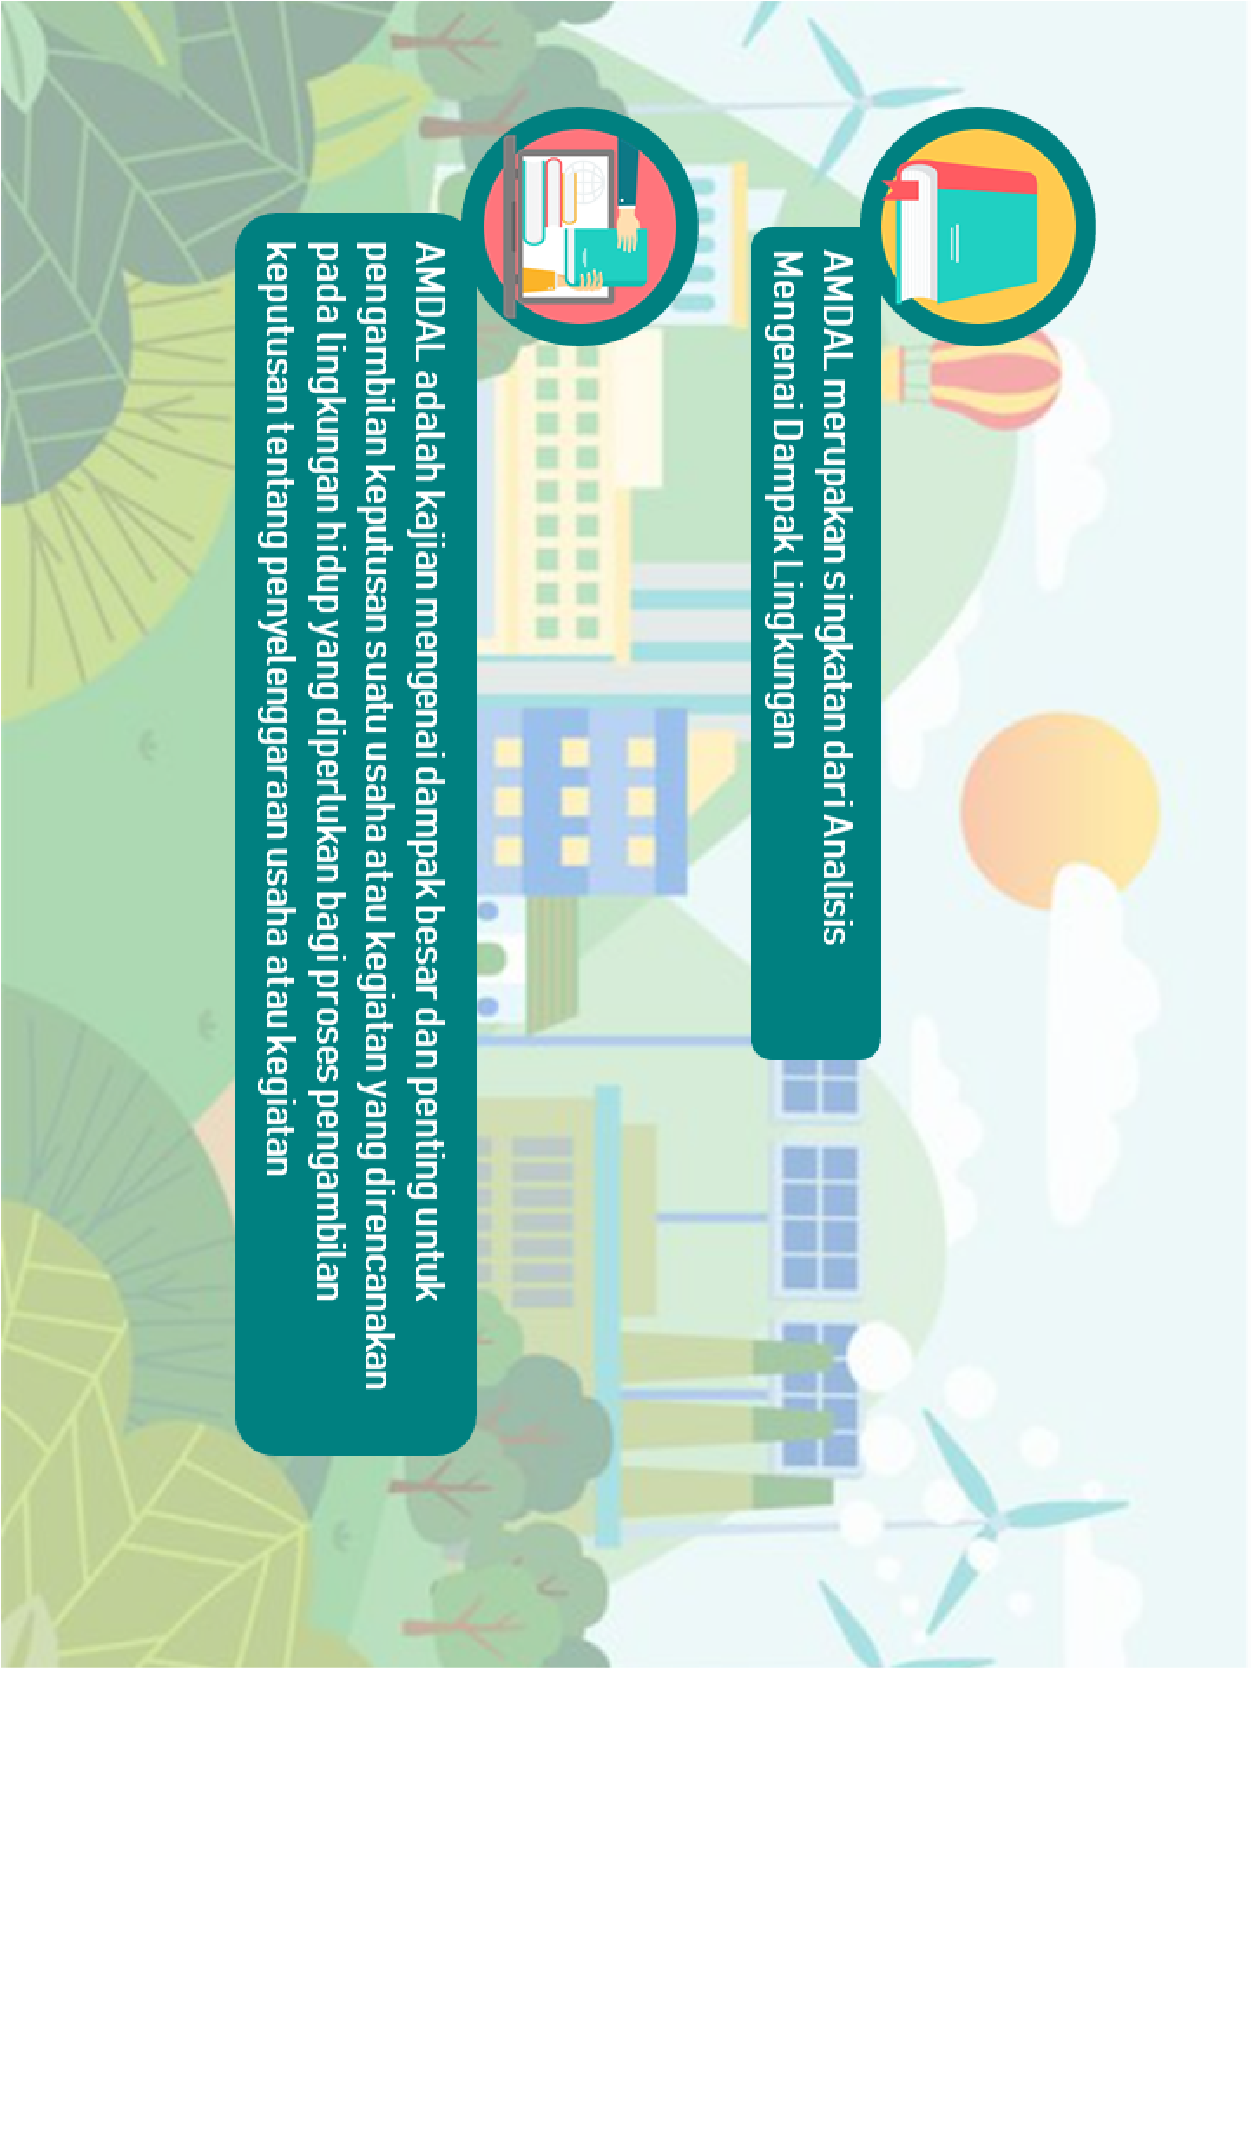 AMDAL merupakan singkatan dari Analisis
Mengenai Dampak Lingkungan
AMDAL adalah kajian mengenai dampak besar dan penting untuk
pengambilan keputusan suatu usaha atau kegiatan yang direncanakan
pada lingkungan hidup yang diperlukan bagi proses pengambilan
keputusan tentang penyelenggaraan usaha atau kegiatan